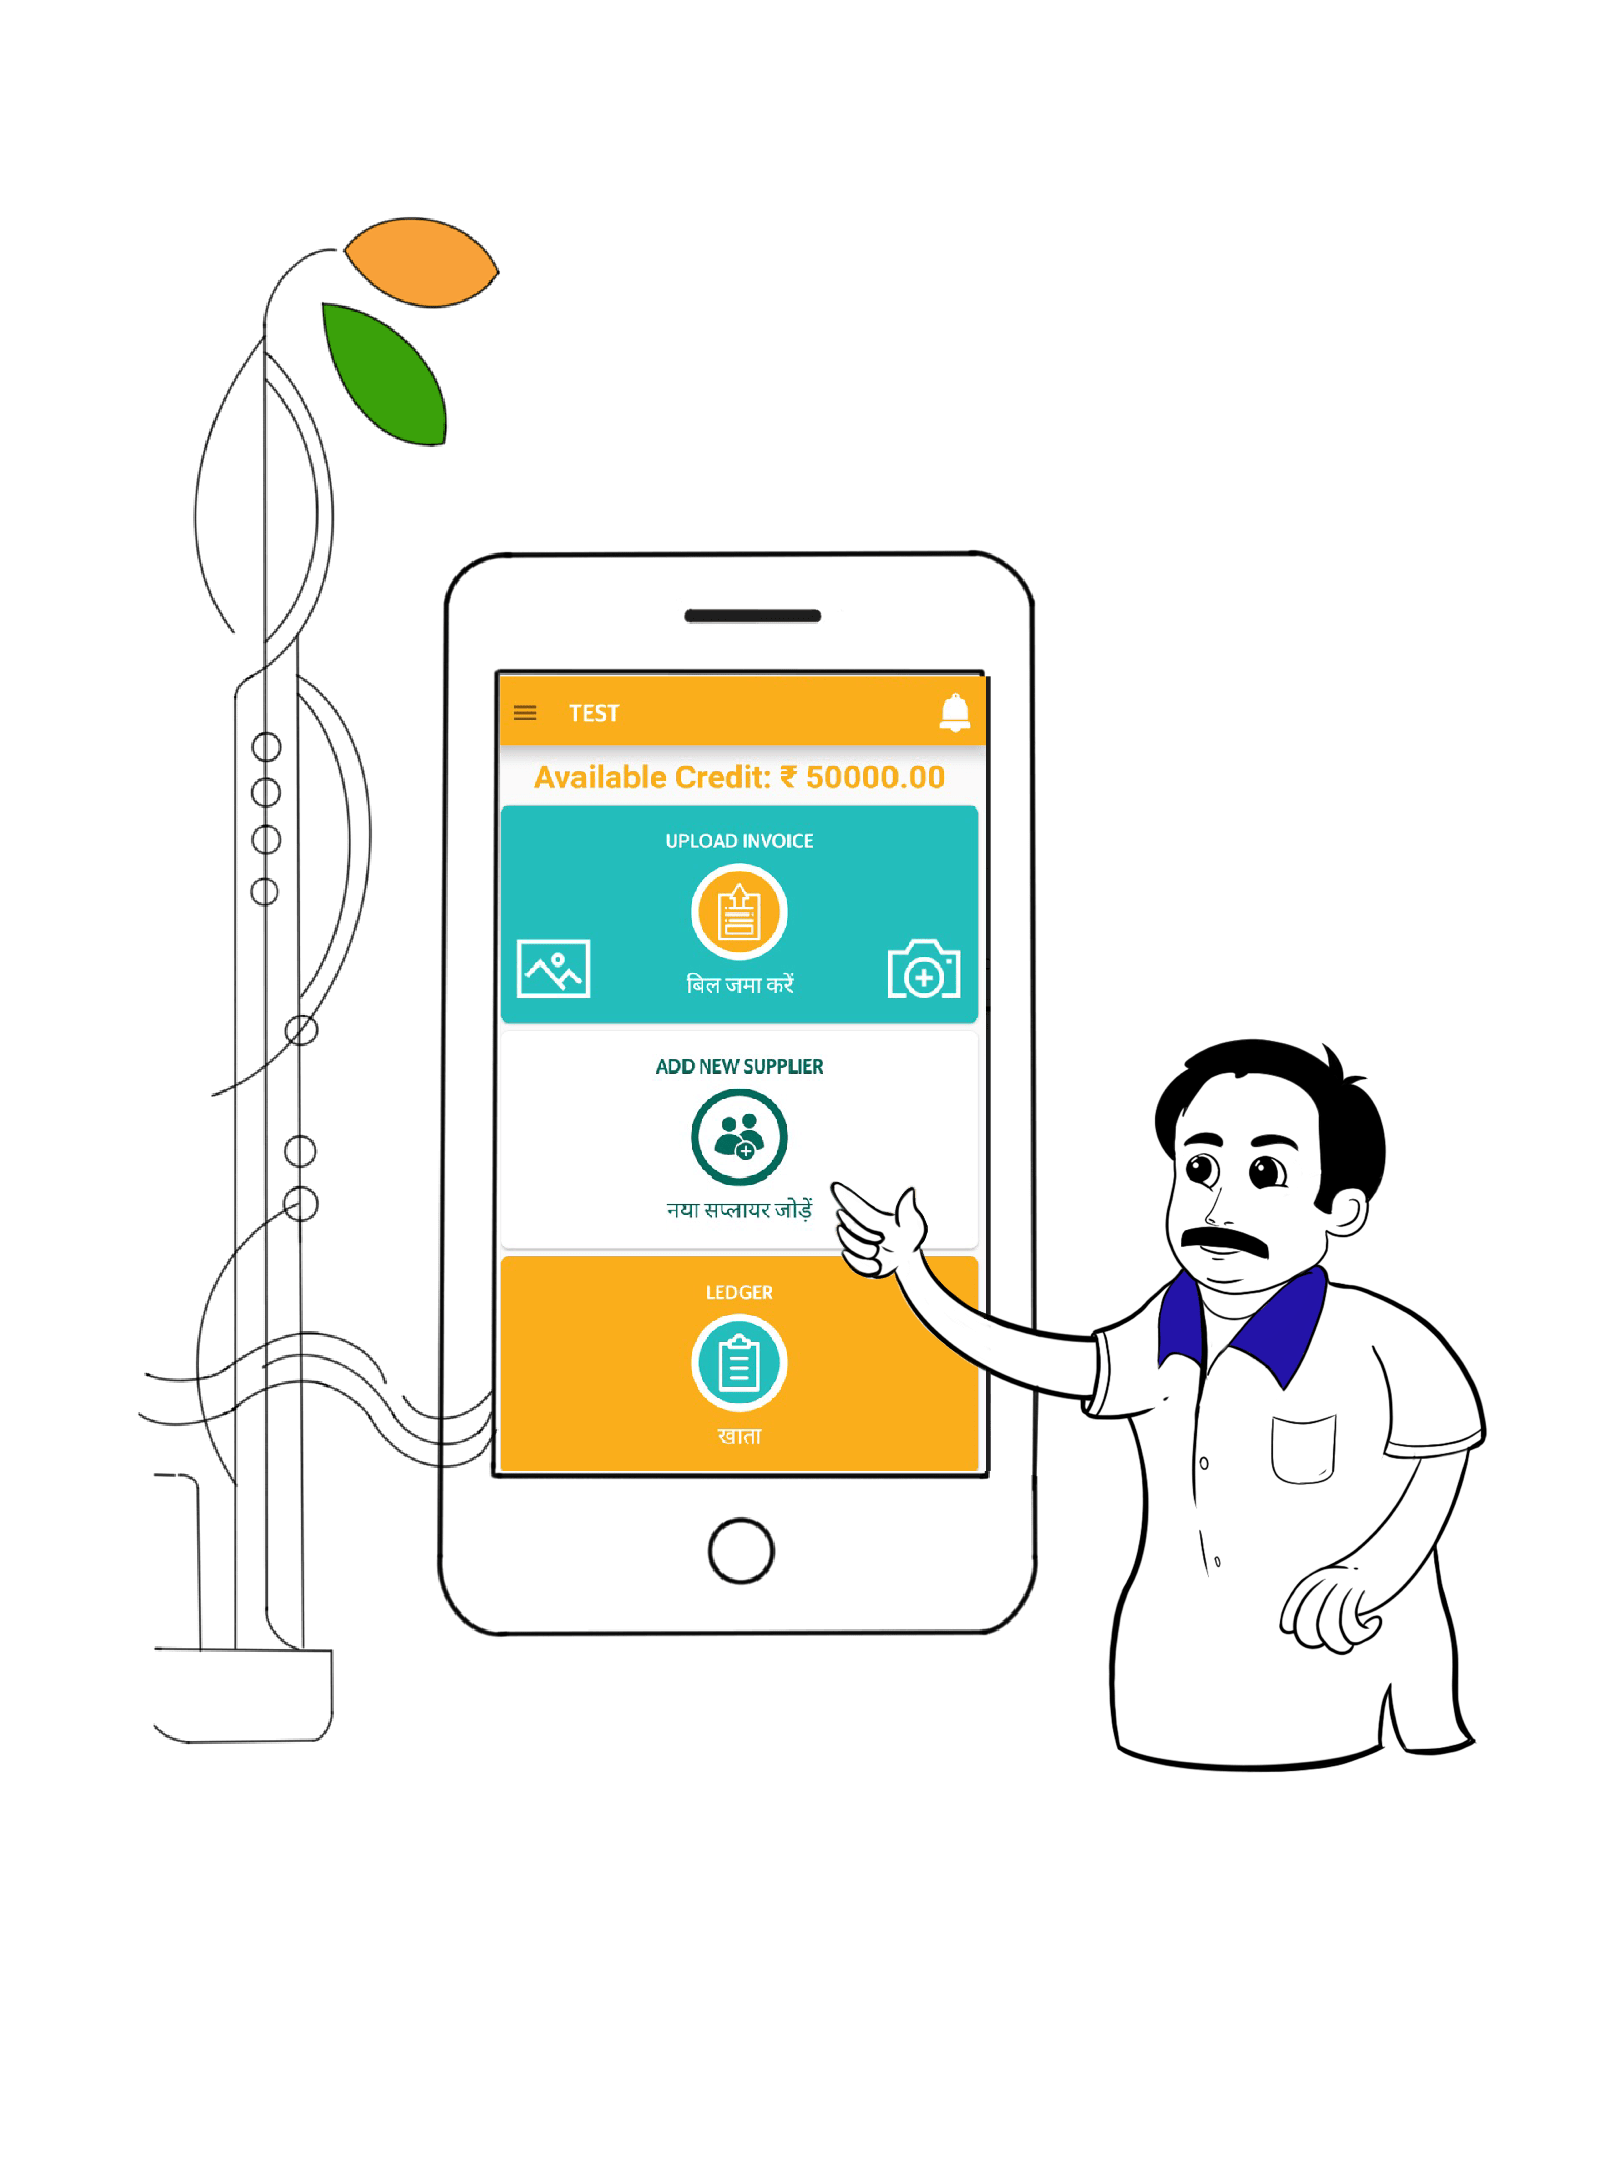 TEST
Available Credit: ₹ 50000.00
UPLOAD INVOICE
बिल जमा करें
ADD NEW SUPPLIER
नया सप्लायर जोड़ें
LEDGER
खाता